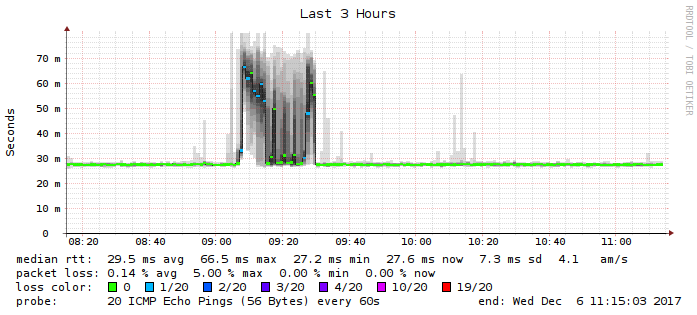 Last 3 Hours
RRDTOOL / TOBI OETIKER
Seconds
70 m
60 m
50 m
40 m
30 m
20 m
10 m
0
08:20 08:40 09:00 09:20 09:40 10:00 10:20 10:40 11:00
median rtt: 29.5 ms avg 66.5 ms max 27.2 ms min 27.6 ms now 7.3 ms sd 4.1 am/s
packet loss: 0.14 % avg 5.00 % max 0.00 % min 0.00 % now
loss color: 0 1/20 2/20 3/20 4/20 10/20 19/20
probe: 20 ICMP Echo Pings (56 Bytes) every 60s end: Wed Dec 6 11:15:03 2017